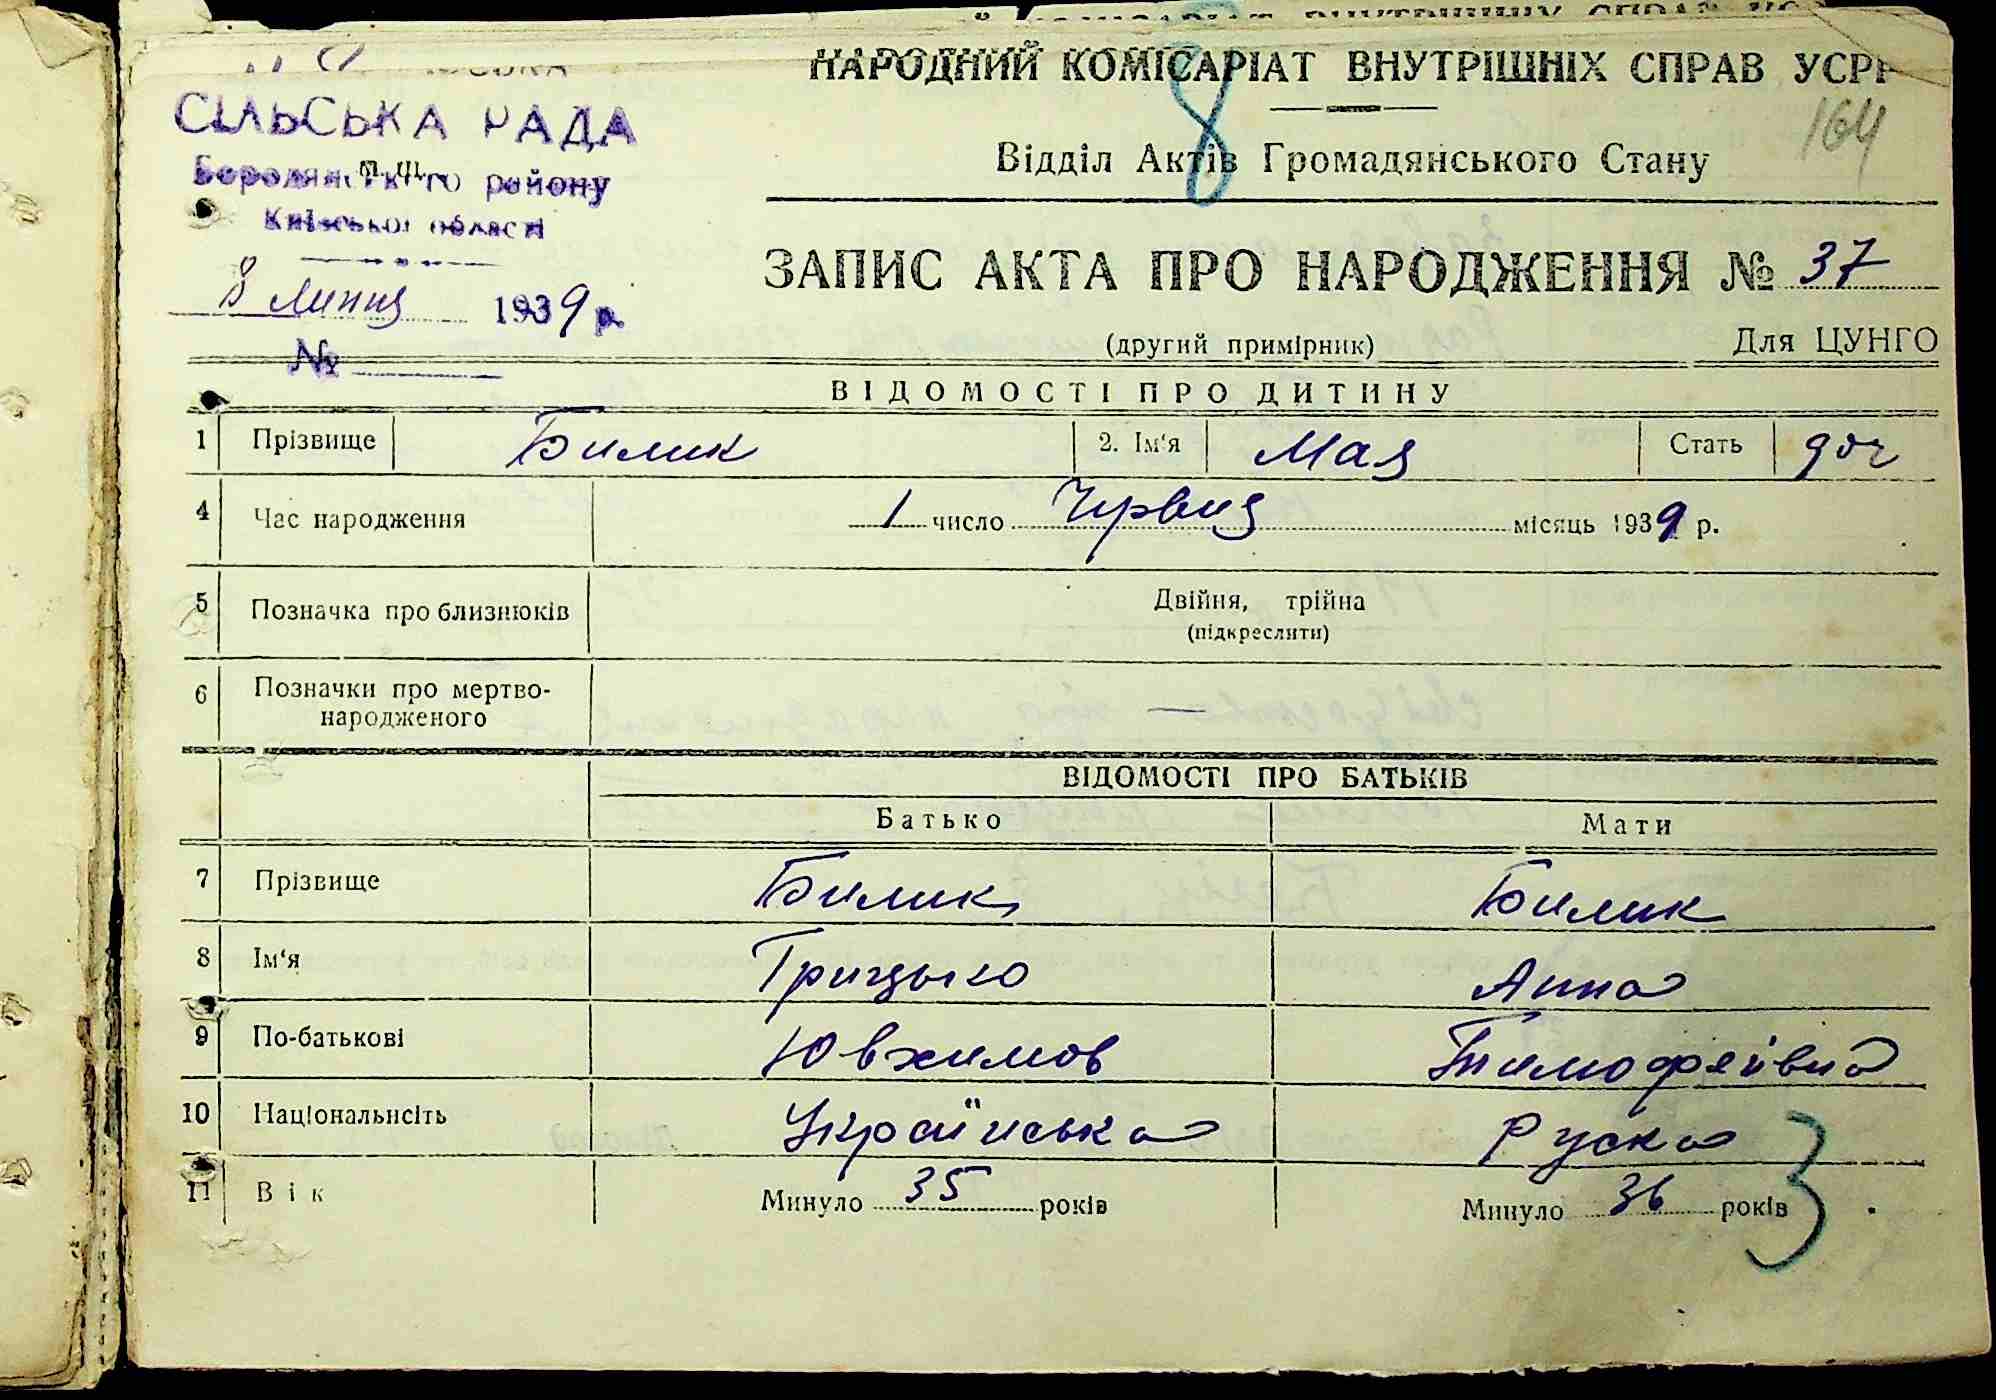 НАРОДНИЙ КОМІСАРІАТ ВНУТРІШНІХ СПРАВ УСРР
8
164
СІЛЬСЬКА РАДА
Бородянського району
Київської області
8 Липня 1939 р.
№
Відділ Актів Громадянського Стану
ЗАПИС АКТА ПРО НАРОДЖЕННЯ № 37
(другий примірник) Для ЦУНГО
ВІДОМОСТІ ПРО ДИТИНУ
1 Прізвище Билик 2. Ім'я Мая Стать доч
4 Час народження 1 число Червня місяць 1939 р.
5 Позначка про близнюків Двійня, трійна
(підкреслити)
6 Позначки про мертво-
народженого —
ВІДОМОСТІ ПРО БАТЬКІВ
Батько Мати
7 Прізвище Билик Билик
8 Ім'я Грицько Анна
9 По-батькові Ювхимов Тимофеївна
10 Національність Українська Руска
11 Вік Минуло 35 років Минуло 36 років
3